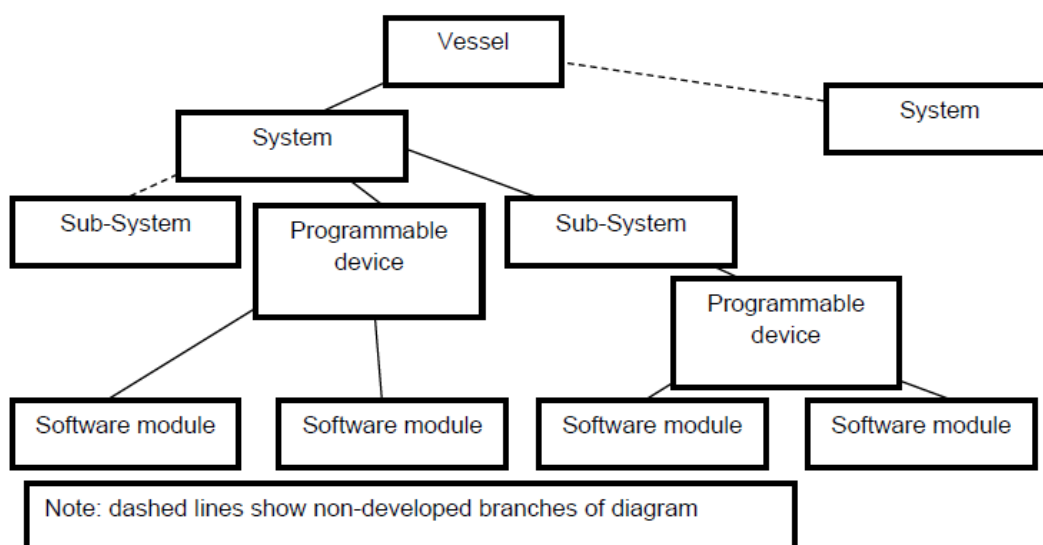 Vessel
System
System
Sub-System
Programmable
device
Sub-System
Programmable
device
Software module
Software module
Software module
Software module
Note: dashed lines show non-developed branches of diagram